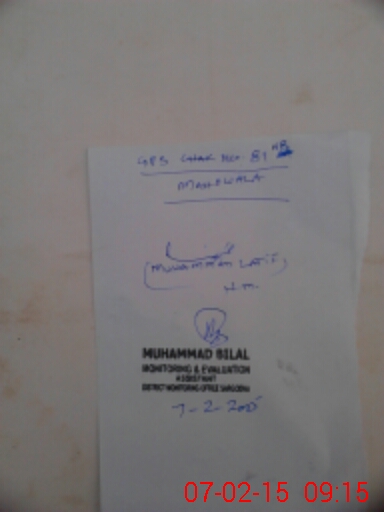 GPS Chak No. 81 NB
(Muhammad Latif)
H.M.
MUHAMMAD BILAL
MONITORING & EVALUATION
ASSISTANT
DISTRICT MONITORING OFFICE SARGODHA
7-2-2015
07-02-15 09:15